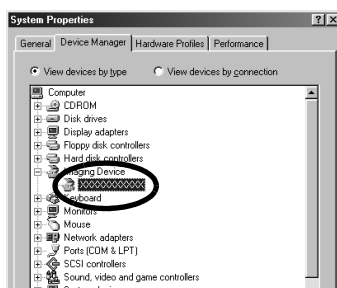 System Properties
General Device Manager Hardware Profiles Performance
View devices by type View devices by connection
Computer
CDROM
Disk drives
Display adapters
Floppy disk controllers
Hard disk controllers
Imaging Device
XXXXXXXXXXX
Keyboard
Monitors
Mouse
Network adapters
Ports (COM & LPT)
SCSI controllers
Sound, video and game controllers